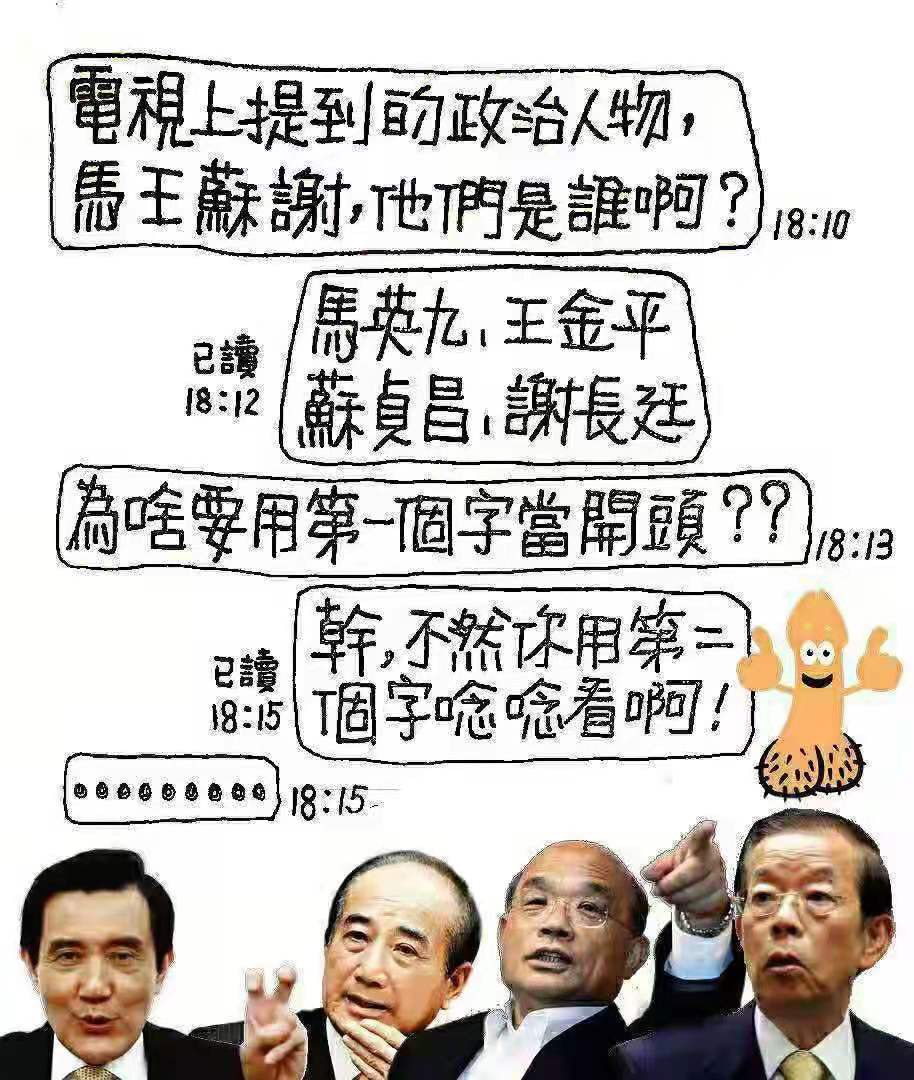 電視上提到的政治人物，
馬王蘇謝，他們是誰啊？
18:10
馬英九、王金平
蘇貞昌、謝長廷
已讀
18:12
為啥要用第一個字當開頭？？
18:13
幹，不然你用第二
個字唸唸看啊！
已讀
18:15
●●●●●●●●●
18:15